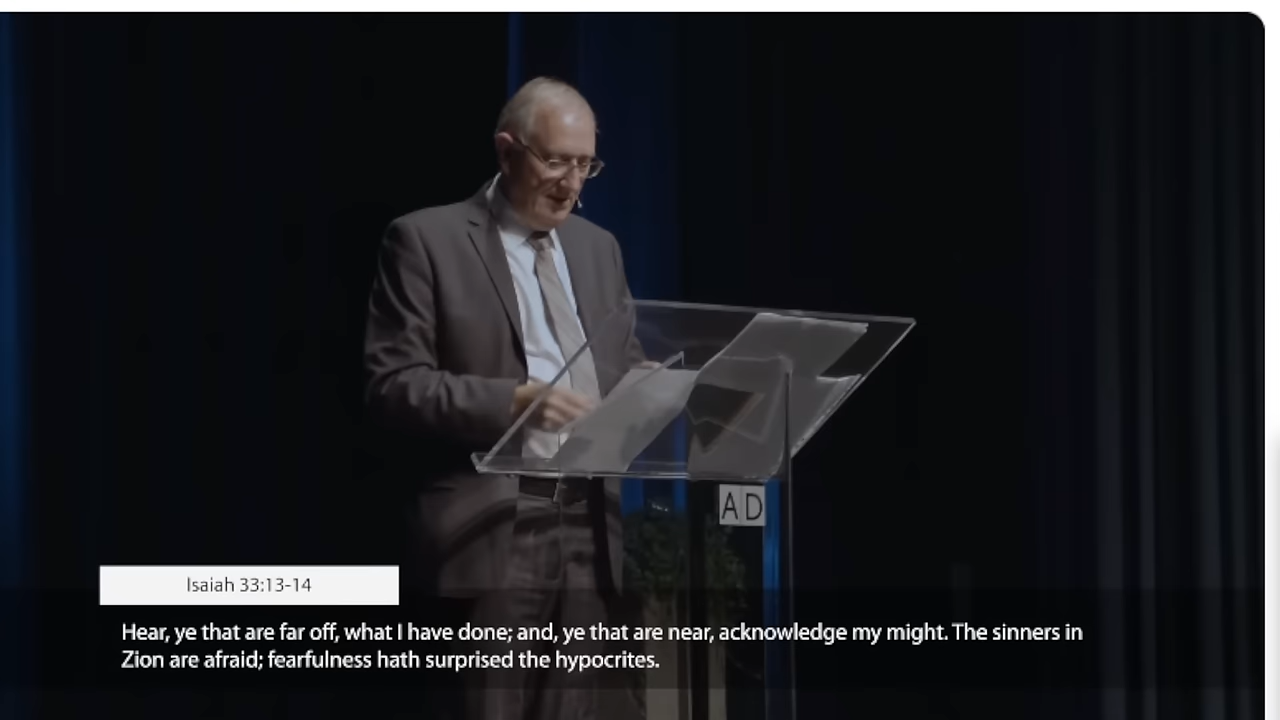 AD
Isaiah 33:13-14
Hear, ye that are far off, what I have done; and, ye that are near, acknowledge my might. The sinners in
Zion are afraid; fearfulness hath surprised the hypocrites.